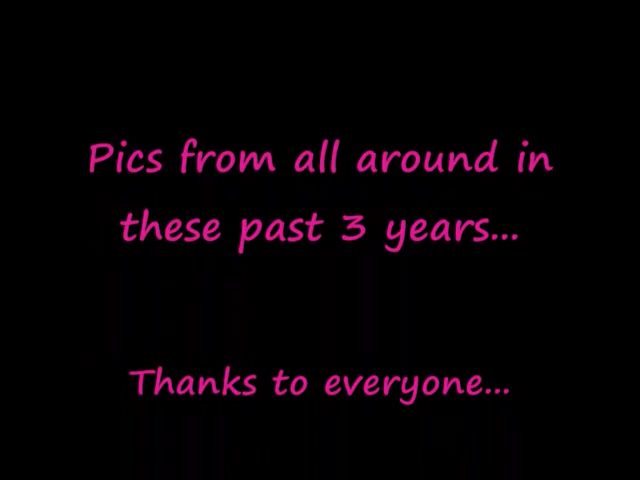 Pics from all around in
these past 3 years...
Thanks to everyone...